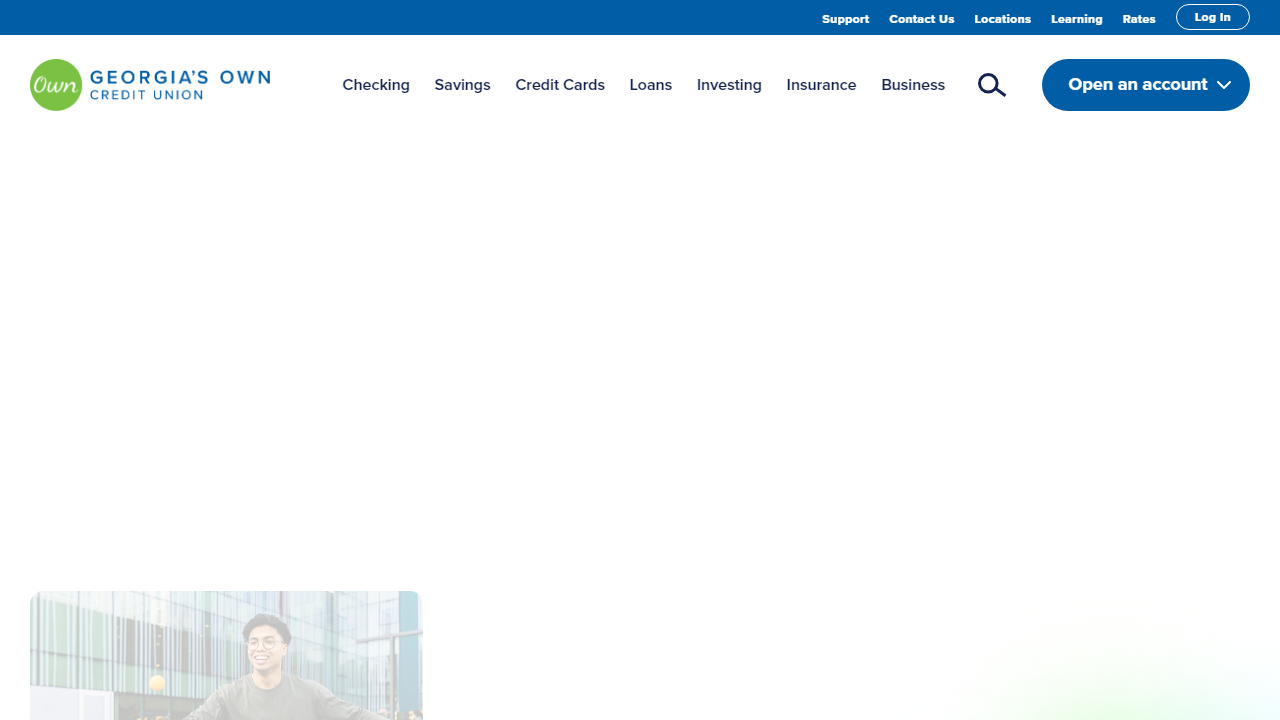 Support Contact Us Locations Learning Rates Log In
Own GEORGIA'S OWN
CREDIT UNION
Checking Savings Credit Cards Loans Investing Insurance Business
Open an account